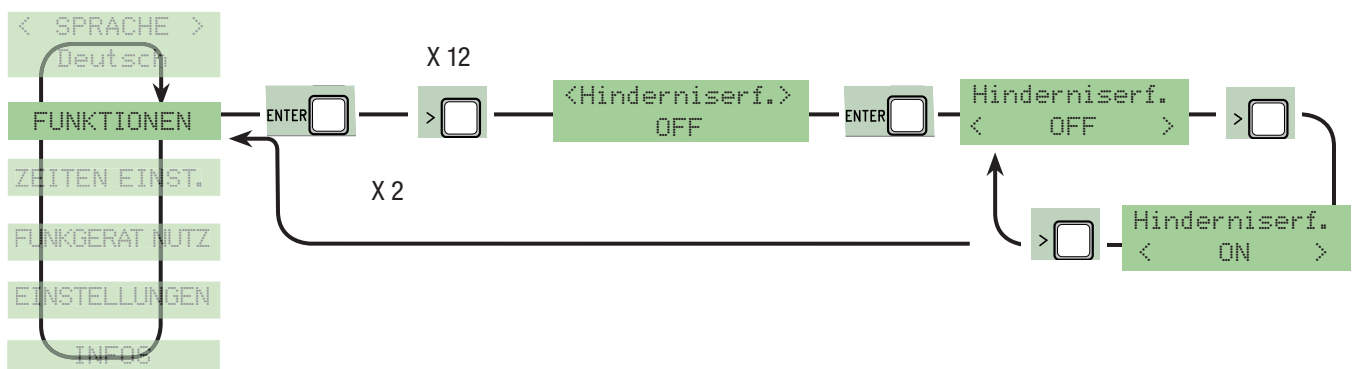 < SPRACHE >
Deutsch
FUNKTIONEN
ZEITEN EINST.
FUNKGERAT NUTZ
EINSTELLUNGEN
INFOS
ENTER
X 12
>
<Hinderniserf.>
OFF
ENTER
Hinderniserf.
< OFF >
>
Hinderniserf.
< ON >
>
X 2